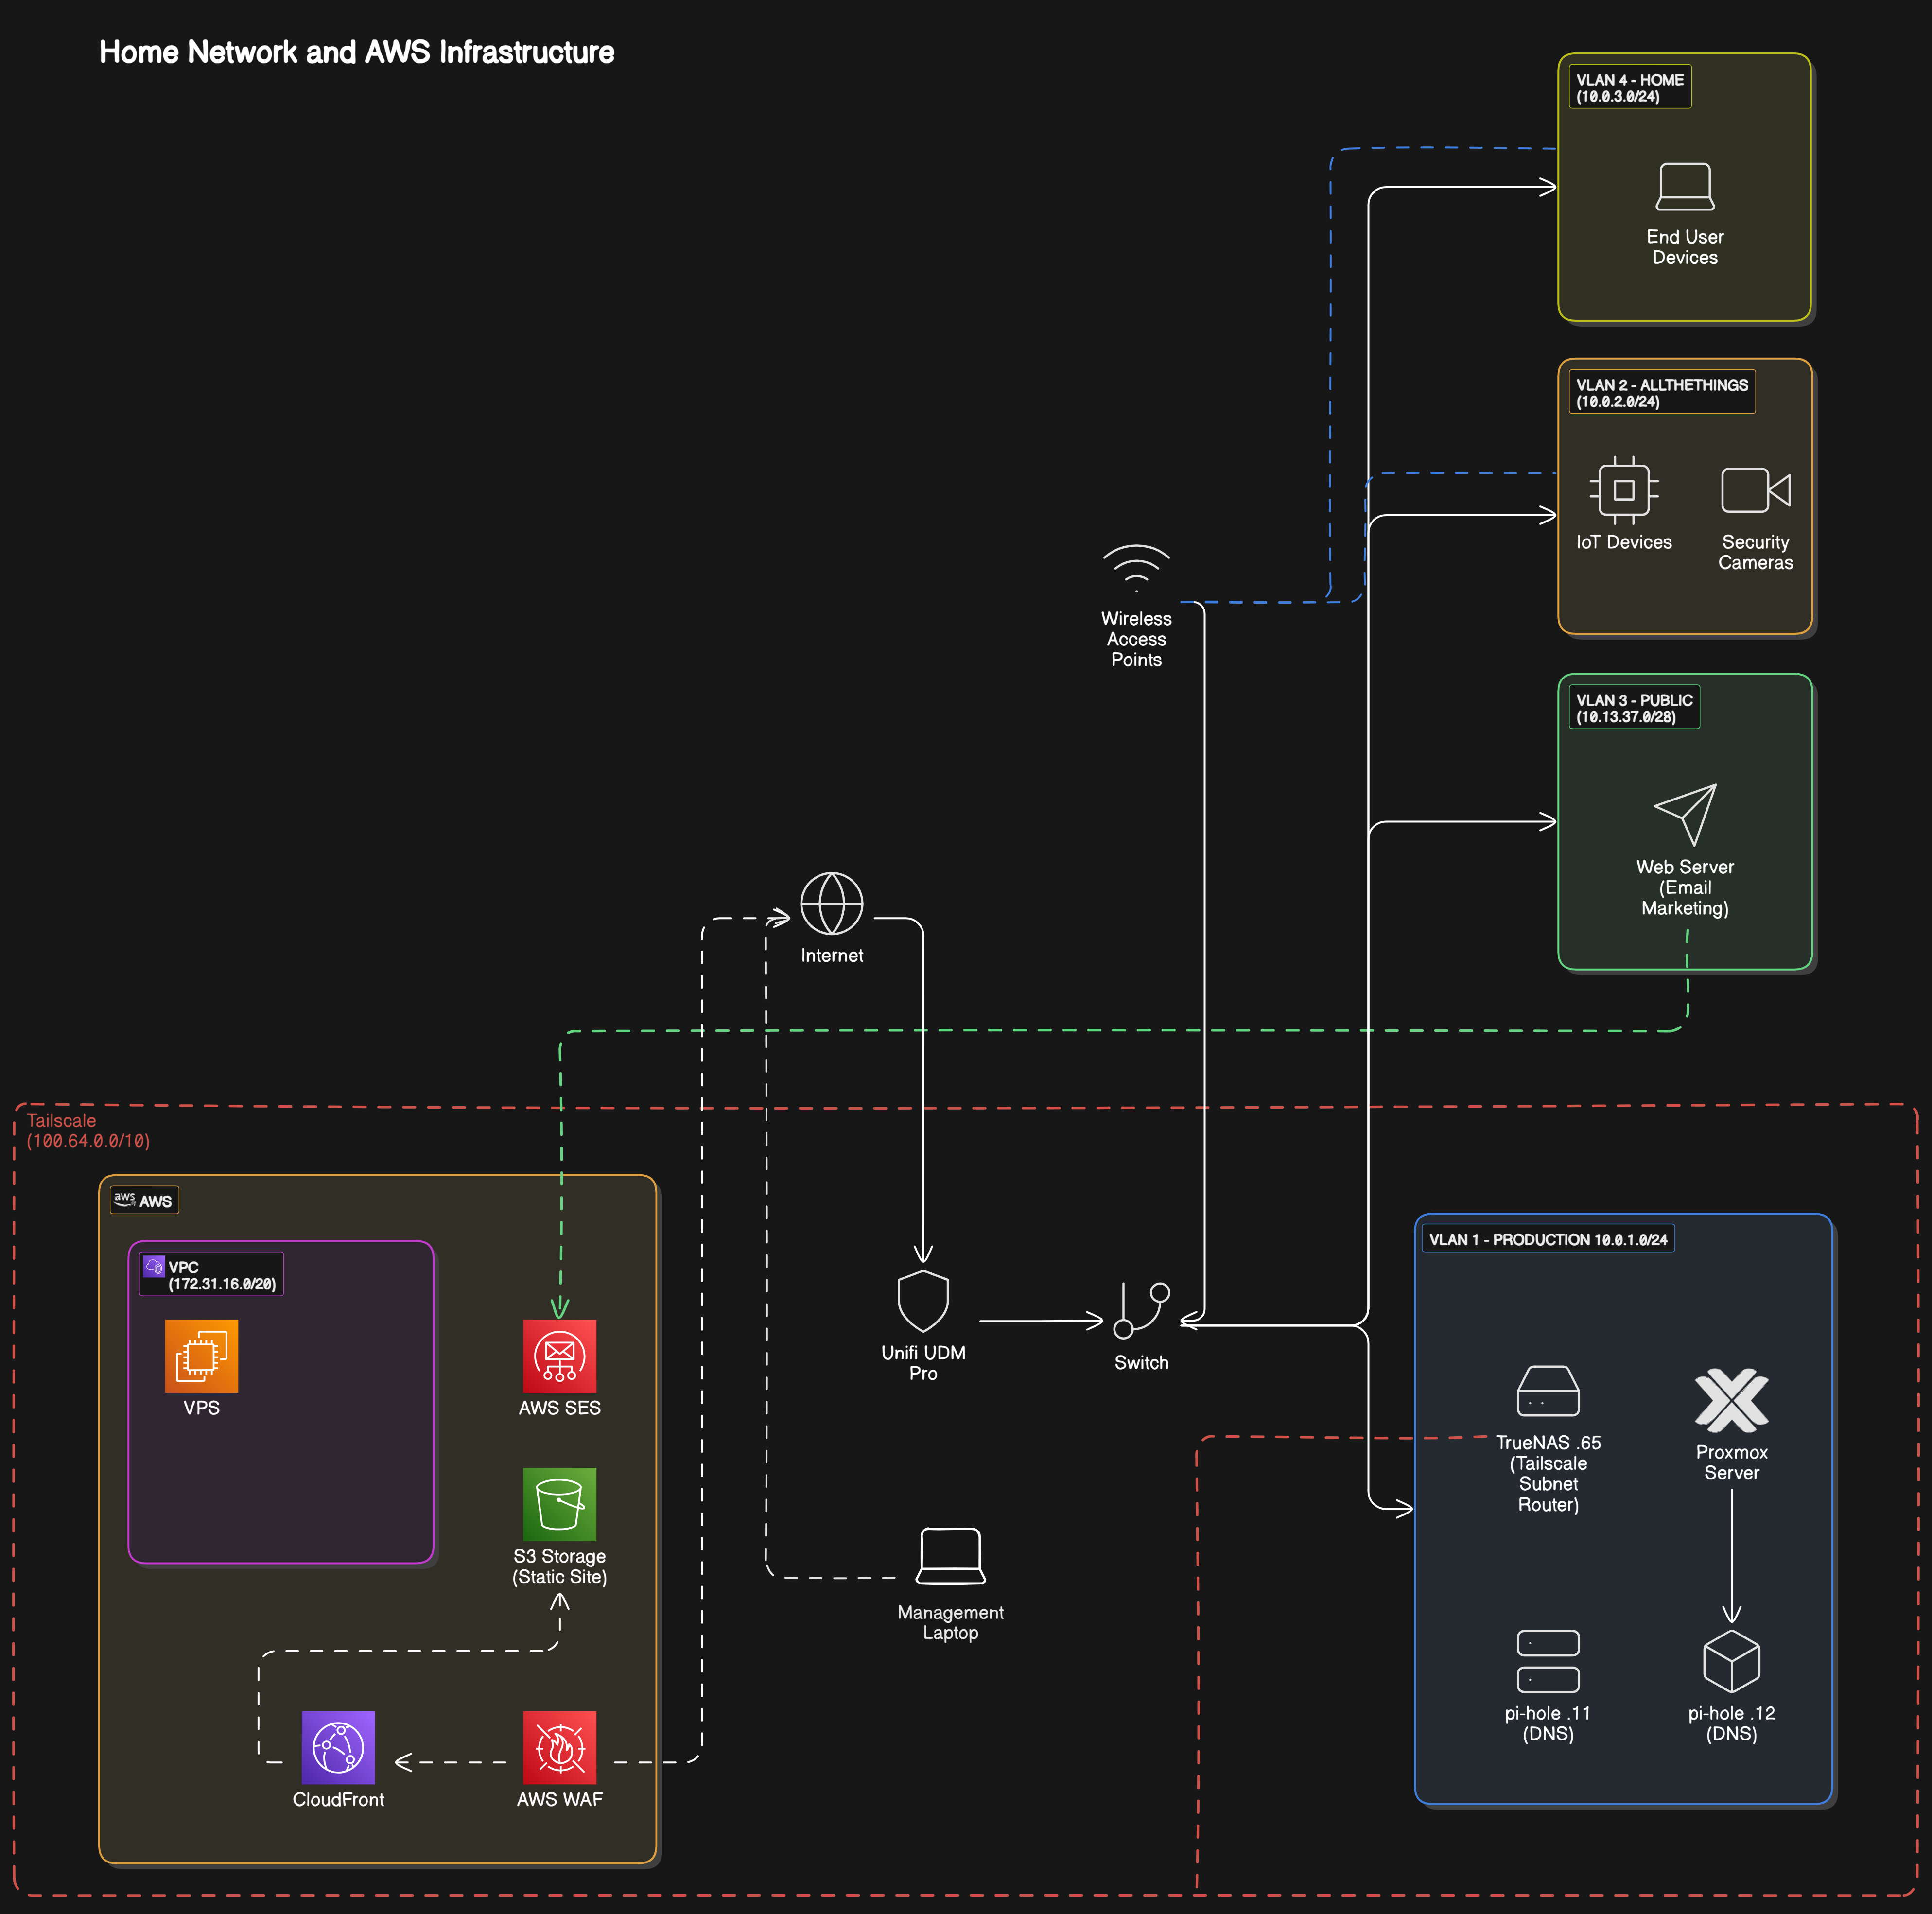 Home Network and AWS Infrastructure
VLAN 4 - HOME
(10.0.3.0/24)
End User
Devices
VLAN 2 - ALLTHETHINGS
(10.0.2.0/24)
IoT Devices
Security
Cameras
Wireless
Access
Points
VLAN 3 - PUBLIC
(10.13.37.0/28)
Web Server
(Email
Marketing)
Internet
Tailscale
(100.64.0.0/10)
aws AWS
VPC
(172.31.16.0/20)
VPS
AWS SES
S3 Storage
(Static Site)
CloudFront
AWS WAF
Unifi UDM
Pro
Switch
Management
Laptop
VLAN 1 - PRODUCTION 10.0.1.0/24
TrueNAS .65
(Tailscale
Subnet
Router)
Proxmox
Server
pi-hole .11
(DNS)
pi-hole .12
(DNS)